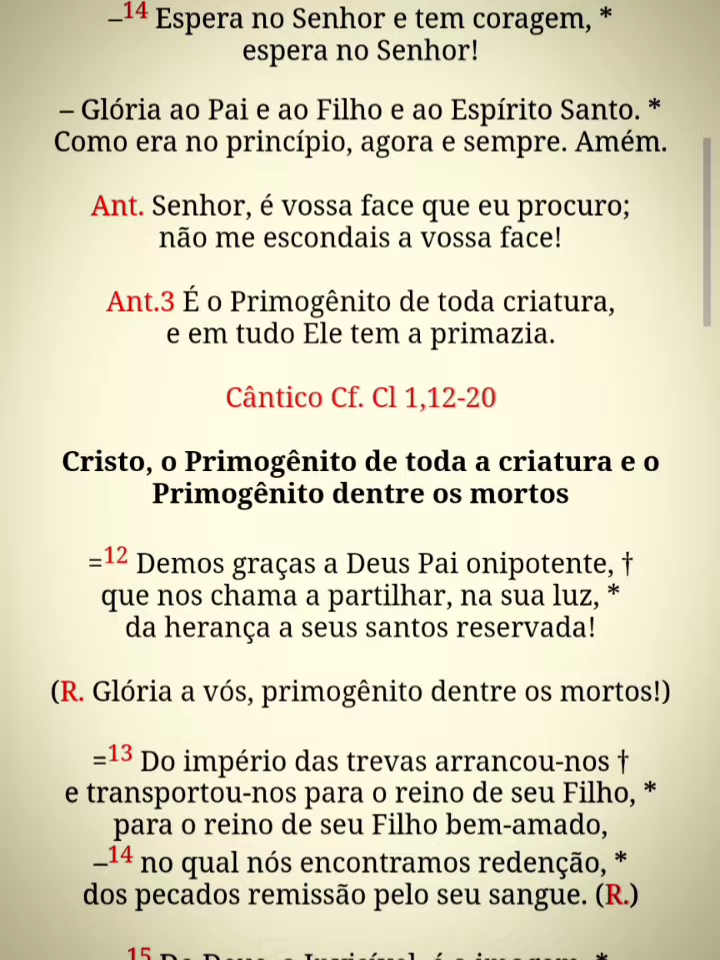 –14 Espera no Senhor e tem coragem, *
espera no Senhor!
– Glória ao Pai e ao Filho e ao Espírito Santo. *
Como era no princípio, agora e sempre. Amém.
Ant. Senhor, é vossa face que eu procuro;
não me escondais a vossa face!
Ant.3 É o Primogênito de toda criatura,
e em tudo Ele tem a primazia.
Cântico Cf. Cl 1,12-20
Cristo, o Primogênito de toda a criatura e o
Primogênito dentre os mortos
=12 Demos graças a Deus Pai onipotente, †
que nos chama a partilhar, na sua luz, *
da herança a seus santos reservada!
(R. Glória a vós, primogênito dentre os mortos!)
=13 Do império das trevas arrancou-nos †
e transportou-nos para o reino de seu Filho, *
para o reino de seu Filho bem-amado,
–14 no qual nós encontramos redenção, *
dos pecados remissão pelo seu sangue. (R.)
15 De Deus, o Invisível, é a imagem, *